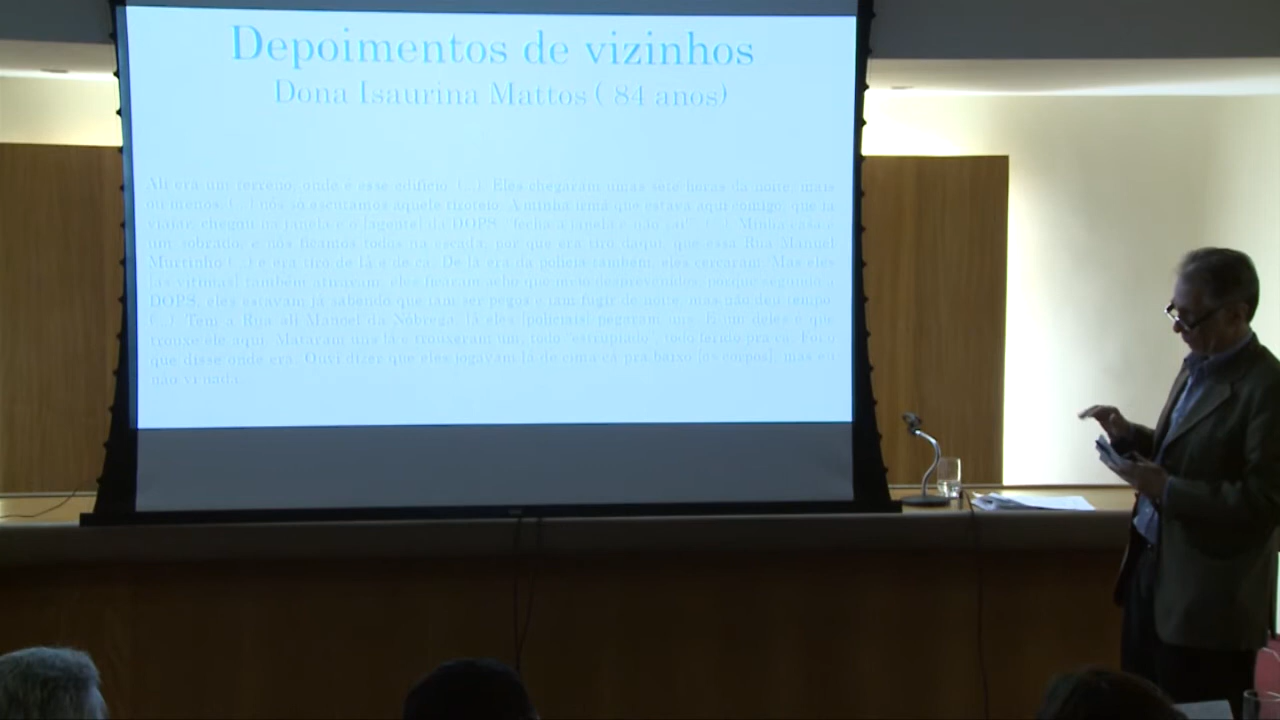 Depoimentos de vizinhos
Dona Isaurina Mattos ( 84 anos)
Ali era um terreno, onde é esse edifício (...). Eles chegaram umas sete horas da noite, mais
ou menos (...) nós só escutamos aquele tiroteio. A minha irmã que estava aqui comigo, que ia
viajar, chegou na janela e o [agente] da DOPS "fecha a janela e não
um sobrado, e nós ficamos todos na escada, por que era tiro daqui, que essa Rua Manuel
Murtinho (...) e era tiro de lá e de cá. De lá era da polícia também, eles cercaram. Mas eles
[as vítimas] também atiravam, eles ficaram acho que meio desprevenidos, porque segundo a
DOPS, eles estavam já sabendo que iam ser pegos e iam fugir de noite, mas não deu tempo
(...). Tem a Rua ali Manoel da Nóbrega, lá eles [policiais] pegaram uns. E um deles é que
trouxe ele aqui. Mataram uns lá e trouxeram um, todo "estrupiado", todo ferido pra cá. Foi o
que disse onde era. Ouvi dizer que eles jogavam lá de cima cá pra baixo [os corpos], mas eu
não vi nada.